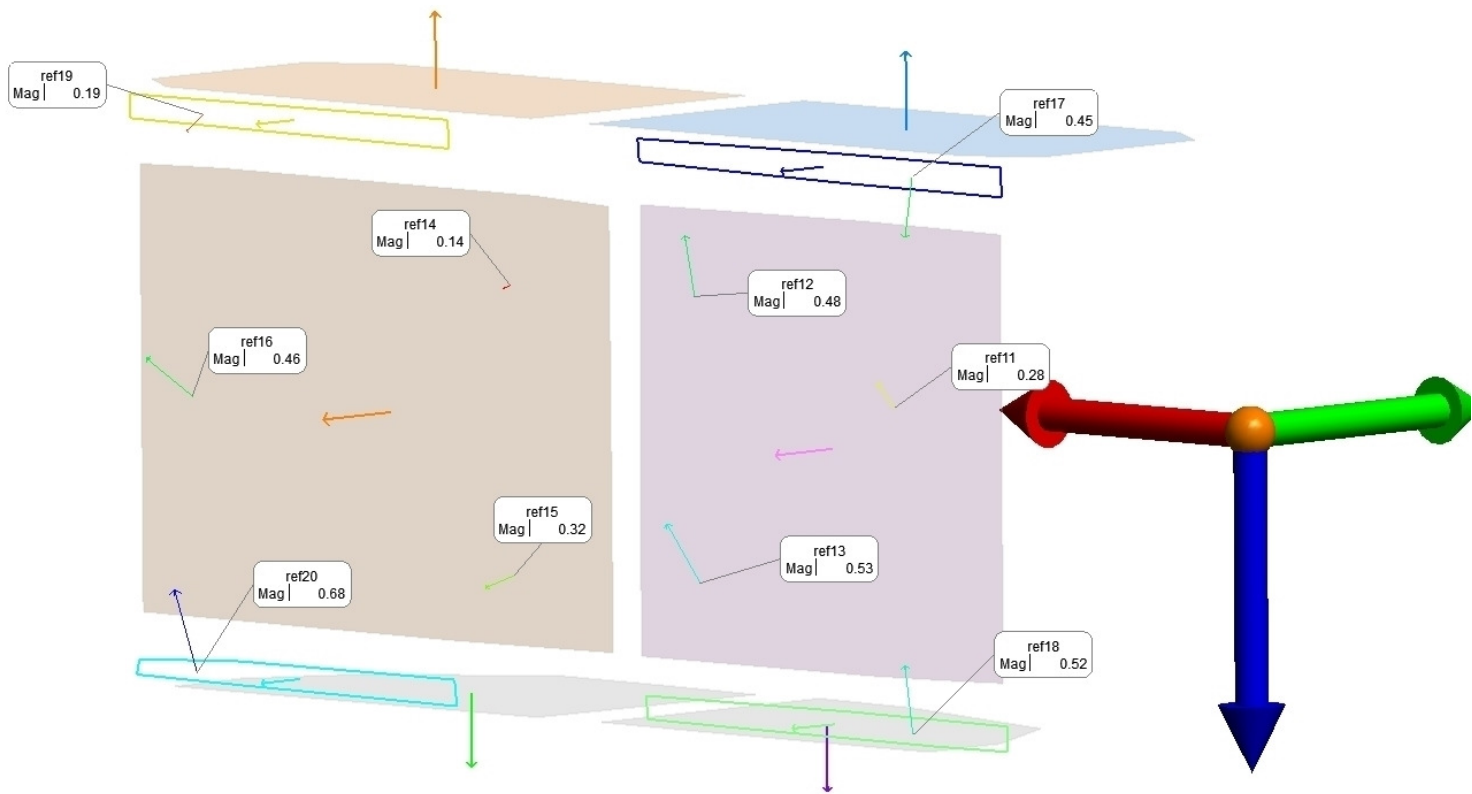 ref19
Mag 0.19
ref17
Mag 0.45
ref14
Mag 0.14
ref12
Mag 0.48
ref16
Mag 0.46
ref11
Mag 0.28
ref15
Mag 0.32
ref13
Mag 0.53
ref20
Mag 0.68
ref18
Mag 0.52